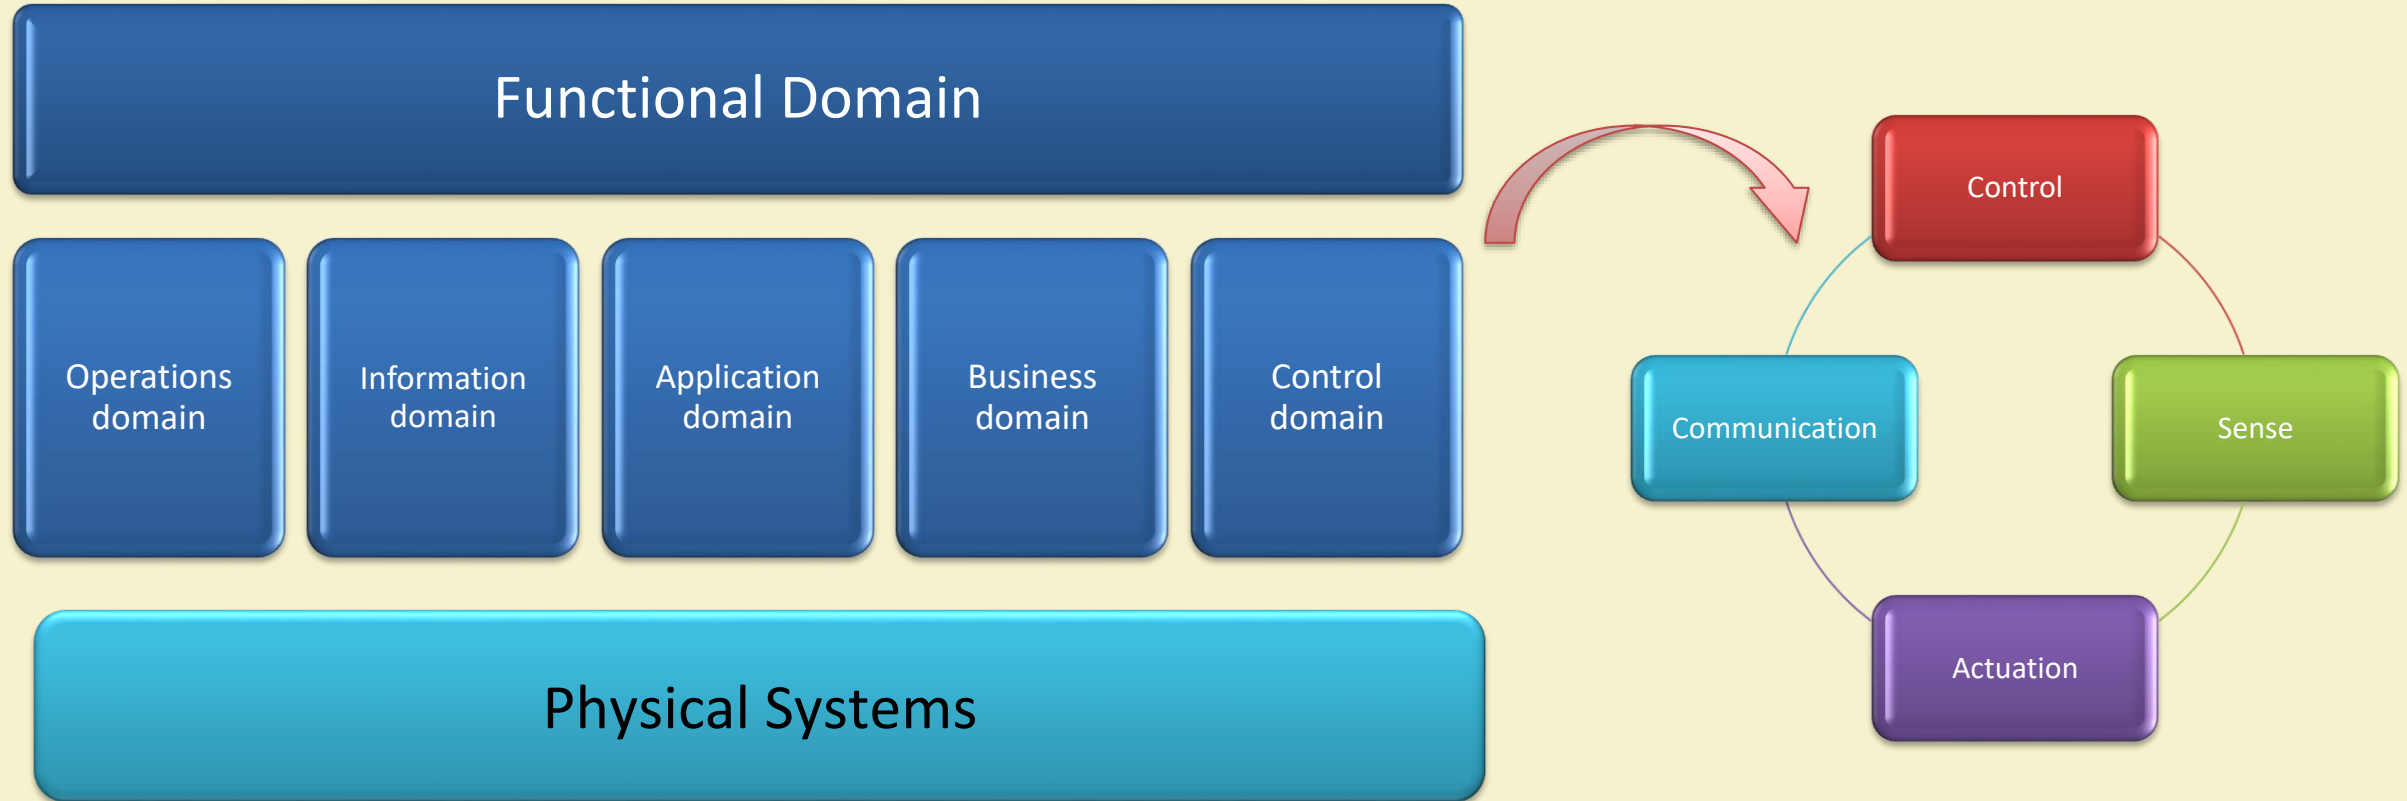 Functional Domain
Operations
domain
Information
domain
Application
domain
Business
domain
Control
domain
Physical Systems
Control
Sense
Actuation
Communication